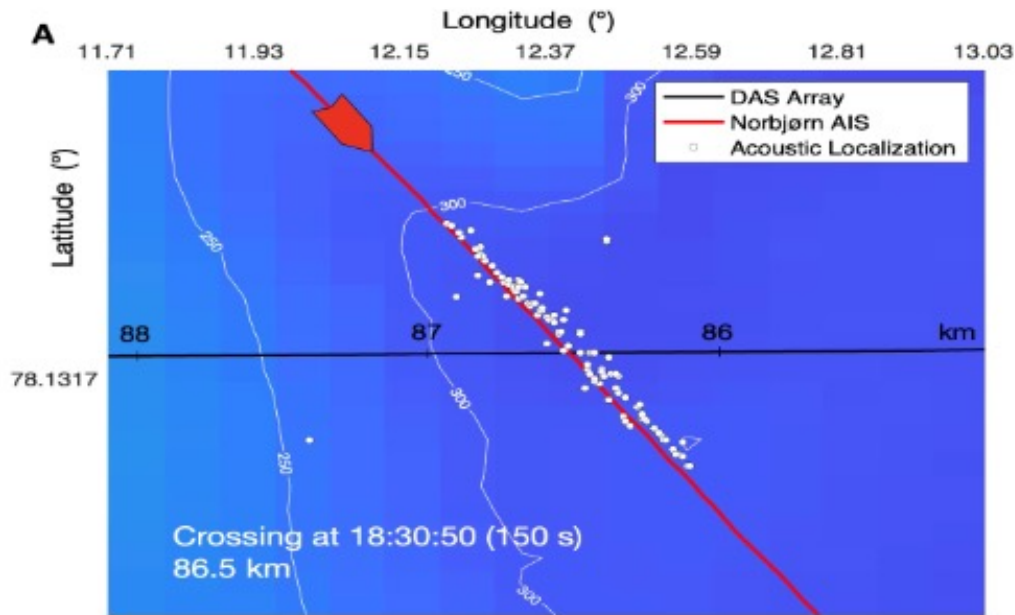 A
Longitude (º)
11.71 11.93 12.15 12.37 12.59 12.81 13.03
DAS Array
Norbjørn AIS
Acoustic Localization
Latitude (º)
78.1317
88 87 86 km
250
300
300
250
300
250
300
Crossing at 18:30:50 (150 s)
86.5 km